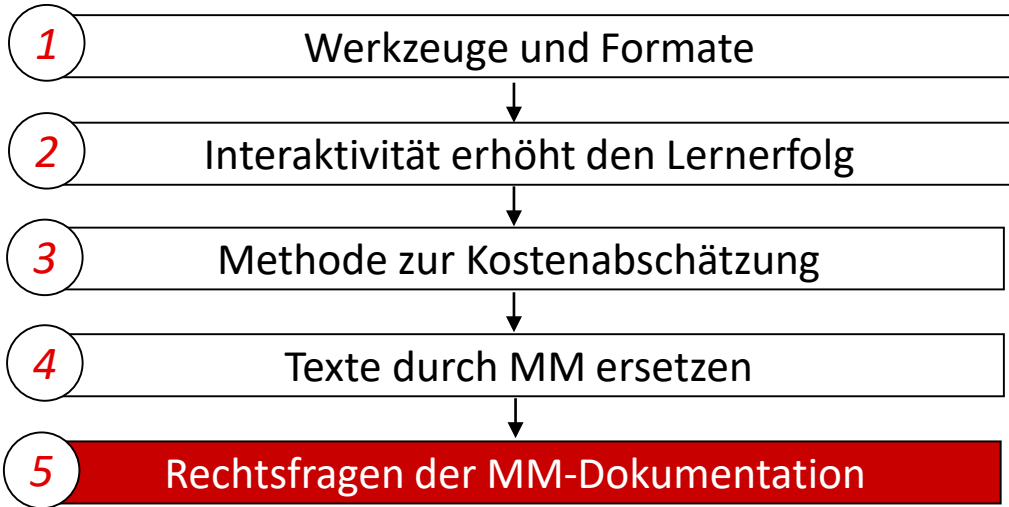 1 Werkzeuge und Formate
2 Interaktivität erhöht den Lernerfolg
3 Methode zur Kostenabschätzung
4 Texte durch MM ersetzen
5 Rechtsfragen der MM-Dokumentation